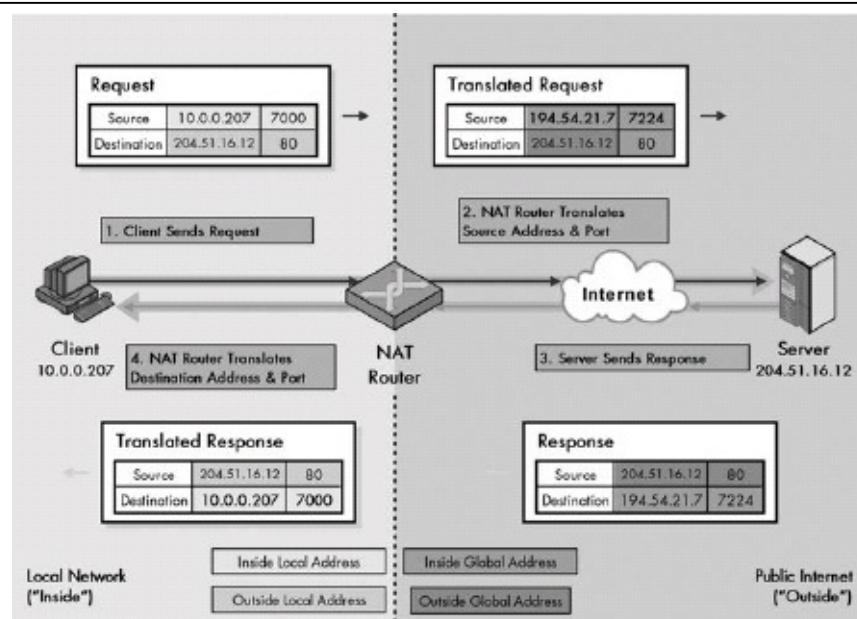 Request
Source 10.0.0.207 7000
Destination 204.51.16.12 80
Translated Request
Source 194.54.21.7 7224
Destination 204.51.16.12 80
1. Client Sends Request
2. NAT Router Translates
Source Address & Port
Internet
Client
10.0.0.207
4. NAT Router Translates
Destination Address & Port
NAT
Router
3. Server Sends Response
Server
204.51.16.12
Translated Response
Source 204.51.16.12 80
Destination 10.0.0.207 7000
Response
Source 204.51.16.12 80
Destination 194.54.21.7 7224
Local Network
("Inside")
Inside Local Address
Outside Local Address
Inside Global Address
Outside Global Address
Public Internet
("Outside")